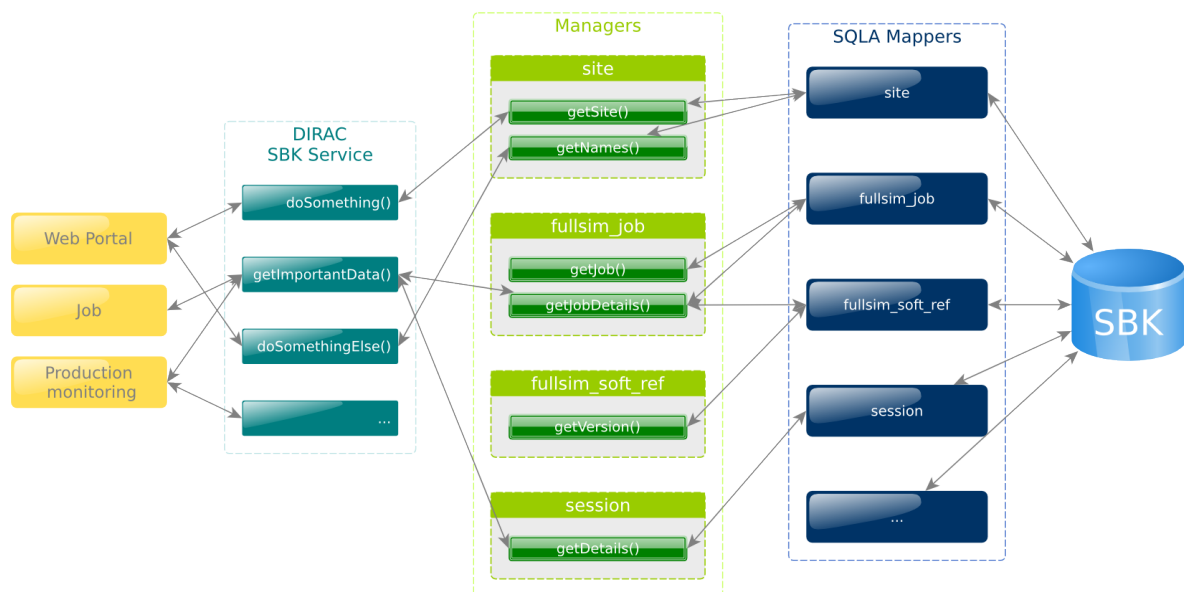 Web Portal
Job
Production
monitoring
DIRAC
SBK Service
doSomething()
getImportantData()
doSomethingElse()
...
Managers
site
getSite()
getNames()
fullsim_job
getJob()
getJobDetails()
fullsim_soft_ref
getVersion()
session
getDetails()
SQLA Mappers
site
fullsim_job
fullsim_soft_ref
session
...
SBK